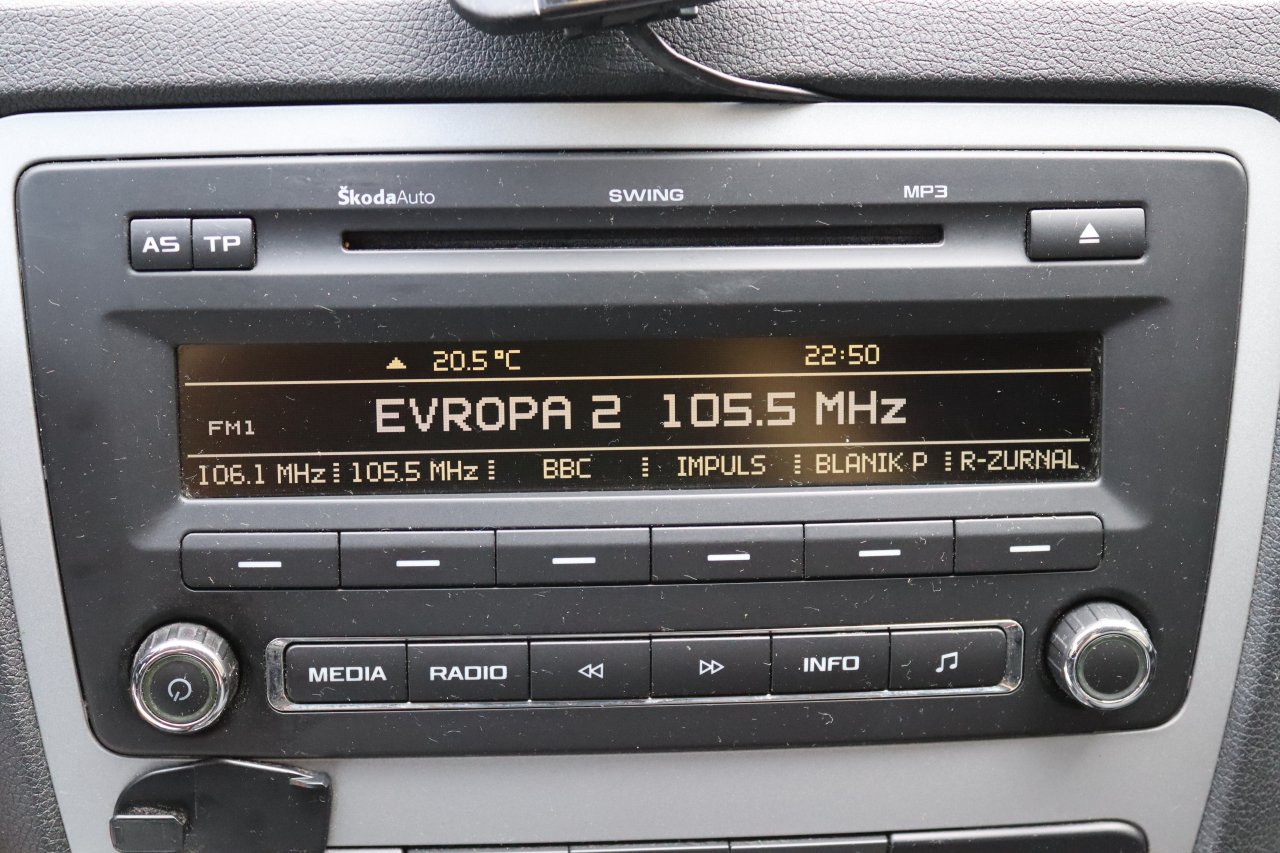 ŠkodaAuto SWING MP3
AS TP
20.5°C 22:50
FM1 EVROPA 2 105.5 MHz
106.1 MHz 105.5 MHz BBC IMPULS BLANIK P R-ZURNAL
MEDIA RADIO INFO